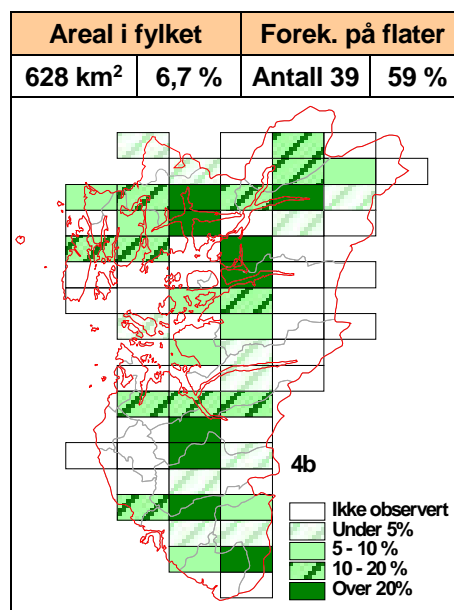 Areal i fylket Forek. på flater
628 km² 6,7 % Antall 39 59 %
4b
Ikke observert
Under 5%
5 - 10 %
10 - 20 %
Over 20%